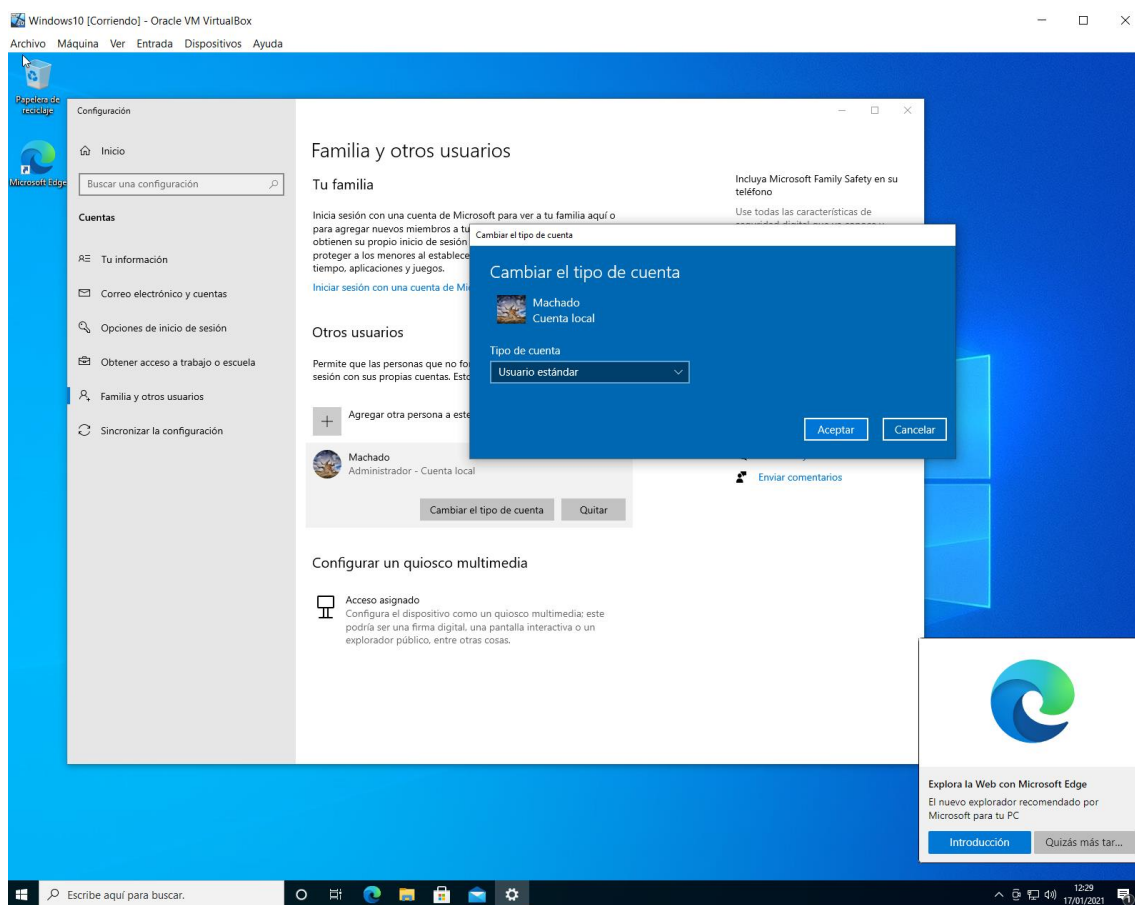 Windows10 [Corriendo] - Oracle VM VirtualBox
Archivo Máquina Ver Entrada Dispositivos Ayuda
Papelera de
reciclaje
Microsoft Edge
Configuración
Inicio
Buscar una configuración
Cuentas
Tu información
Correo electrónico y cuentas
Opciones de inicio de sesión
Obtener acceso a trabajo o escuela
Familia y otros usuarios
Sincronizar la configuración
Familia y otros usuarios
Tu familia
Inicia sesión con una cuenta de Microsoft para ver a tu familia aquí o
para agregar nuevos miembros a tu
obtienen su propio inicio de sesión
proteger a los menores al establece
tiempo, aplicaciones y juegos.
Iniciar sesión con una cuenta de Mi
Otros usuarios
Permite que las personas que no fo
sesión con sus propias cuentas. Esto
Agregar otra persona a este
Machado
Administrador - Cuenta local
Cambiar el tipo de cuenta
Quitar
Configurar un quiosco multimedia
Acceso asignado
Configura el dispositivo como un quiosco multimedia; este
podría ser una firma digital, una pantalla interactiva o un
explorador público, entre otras cosas.
Incluya Microsoft Family Safety en su
teléfono
Use todas las características de
Enviar comentarios
Cambiar el tipo de cuenta
Cambiar el tipo de cuenta
Machado
Cuenta local
Tipo de cuenta
Usuario estándar
Aceptar
Cancelar
Explora la Web con Microsoft Edge
El nuevo explorador recomendado por
Microsoft para tu PC
Introducción
Quizás más tar...
Escribe aquí para buscar.
12:29
17/01/2021
1